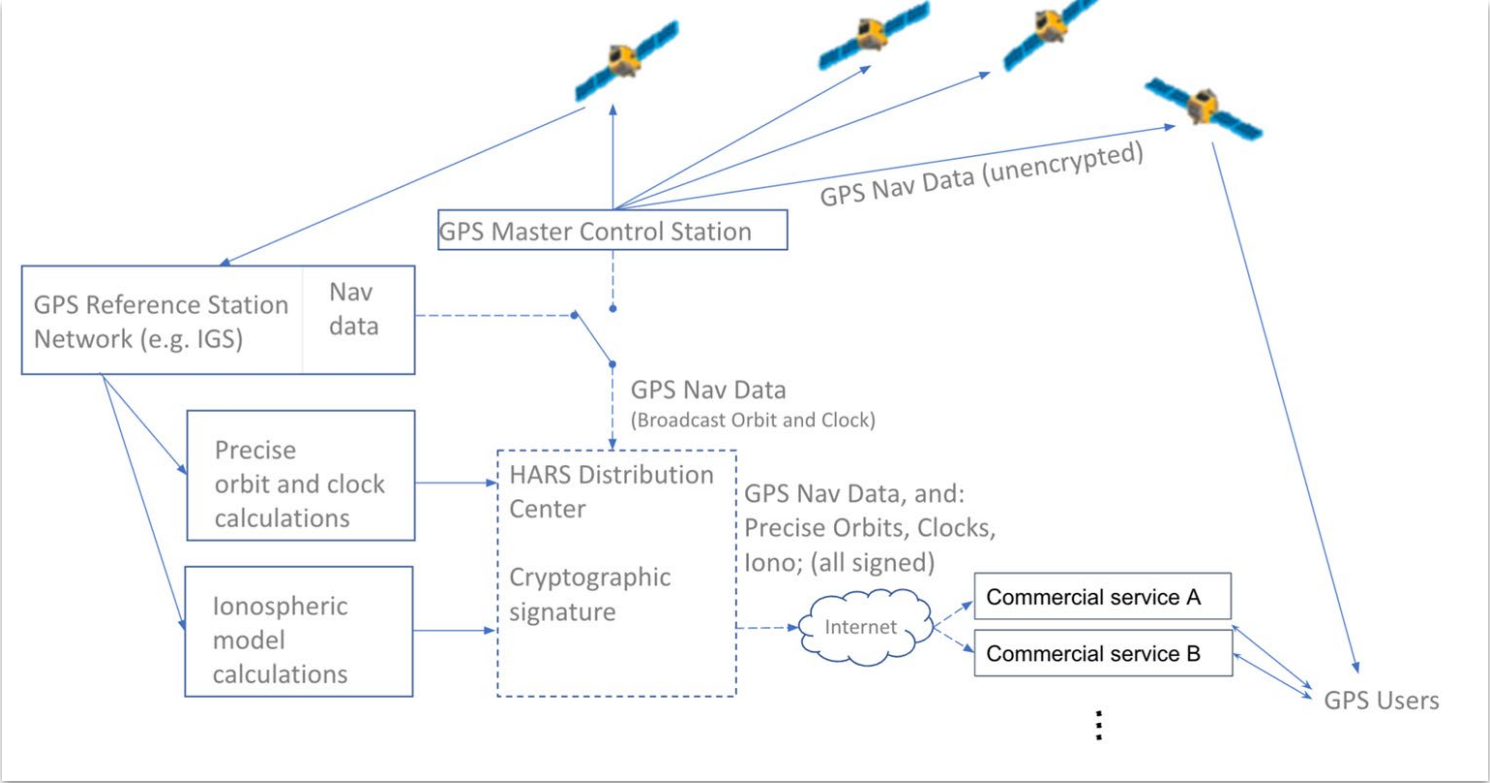 GPS Nav Data (unencrypted)
GPS Master Control Station
GPS Reference Station
Network (e.g. IGS)
Nav
data
GPS Nav Data
(Broadcast Orbit and Clock)
Precise
orbit and clock
calculations
HARS Distribution
Center
Cryptographic
signature
GPS Nav Data, and:
Precise Orbits, Clocks,
Iono; (all signed)
Ionospheric
model
calculations
Internet
Commercial service A
Commercial service B
GPS Users